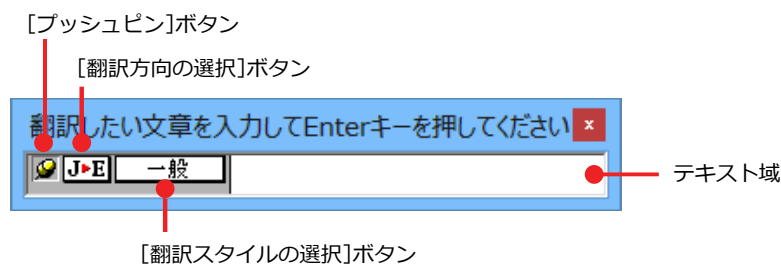 [プッシュピン]ボタン
[翻訳方向の選択]ボタン
翻訳したい文章を入力してEnterキーを押してください x
J▶E 一般
テキスト域
[翻訳スタイルの選択]ボタン